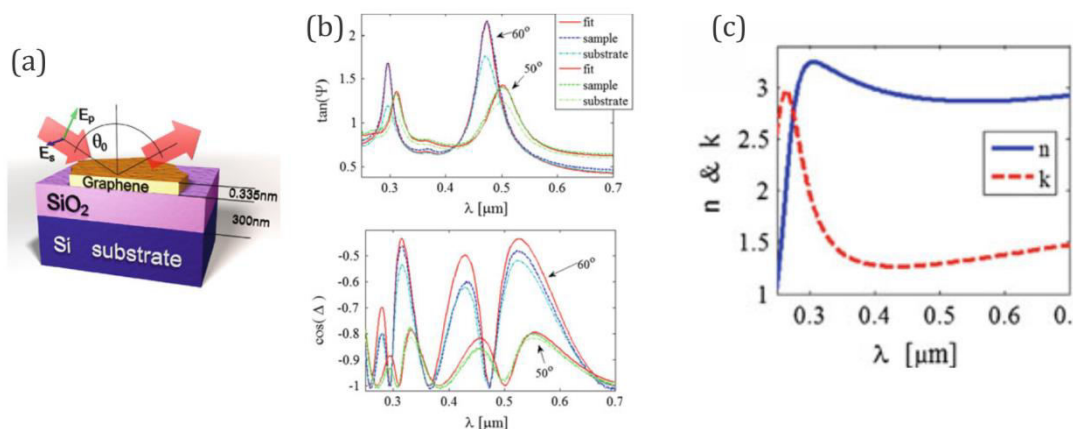 (a)
E_p
E_s
θ_0
Graphene
0.335nm
SiO_2
300nm
Si substrate
(b)
tan(Ψ)
2
1.5
1
0.5
0.3
0.4
0.5
0.6
0.7
λ [μm]
60°
50°
fit
sample
substrate
fit
sample
substrate
cos(Δ)
-0.5
-0.6
-0.7
-0.8
-0.9
-1
0.3
0.4
0.5
0.6
0.7
λ [μm]
60°
50°
(c)
n & k
3
2.5
2
1.5
1
0.3
0.4
0.5
0.6
0.
λ [μm]
n
k